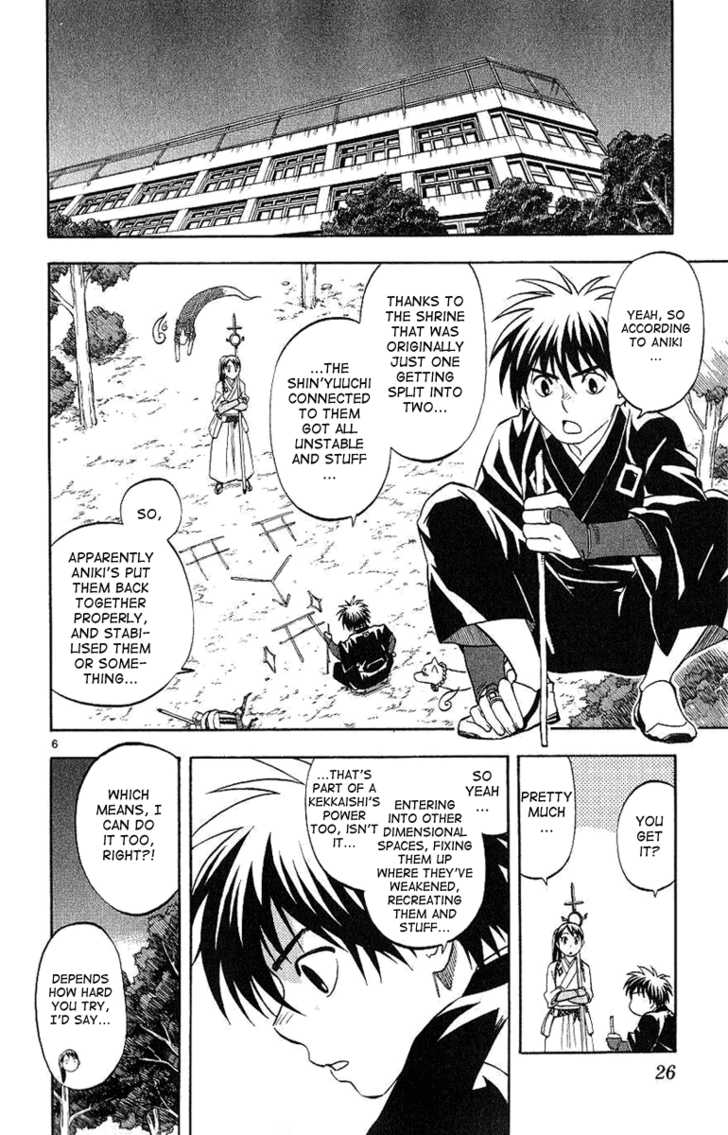 YEAH, SO
ACCORDING
TO ANIKI
...
THANKS TO
THE SHRINE
THAT WAS
ORIGINALLY
JUST ONE
GETTING
SPLIT INTO
TWO...
...THE
SHIN'YUUCHI
CONNECTED
TO THEM
GOT ALL
UNSTABLE
AND STUFF
...
SO,
APPARENTLY
ANIKI'S PUT
THEM BACK
TOGETHER
PROPERLY,
AND STABI-
LISED THEM
OR SOME-
THING...
6
YOU
GET
IT?
PRETTY
MUCH
...
SO
YEAH
...
ENTERING
INTO OTHER
DIMENSIONAL
SPACES, FIXING
THEM UP
WHERE THEY'VE
WEAKENED,
RECREATING
THEM AND
STUFF...
...THAT'S
PART OF A
KEKKAISHI'S
POWER
TOO, ISN'T
IT...
WHICH
MEANS, I
CAN DO
IT TOO,
RIGHT?!
DEPENDS
HOW HARD
YOU TRY,
I'D SAY...
26